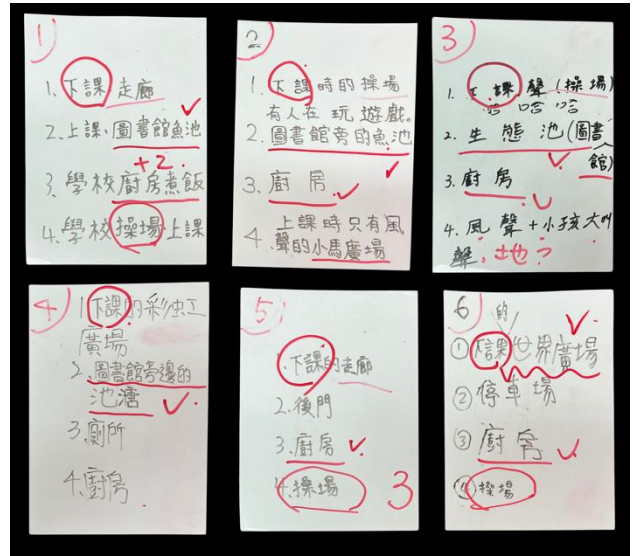 1)
1、下課走廊
2、上課、圖書館魚池
+2.
3、學校廚房煮飯
4、學校操場上課
2)
1. 下課時的操場
有人在玩遊戲。
2. 圖書館旁的魚池
3. 廚房
4. 上課時只有風
聲的小馬廣場
3)
1. 下課聲(操場)
哈哈哈
2. 生態池(圖書
館)
3. 廚房
4. 風聲+小孩大叫
聲。土也?
4)
1下課的彩虹
廣場
2、圖書館旁邊的
池溏
3、廁所
4、廚房
5)
1、下課的走廊
2、後門
3、廚房
4、操場
3
6)
的
①下課世界廣場
②停車場
③廚房
④操場